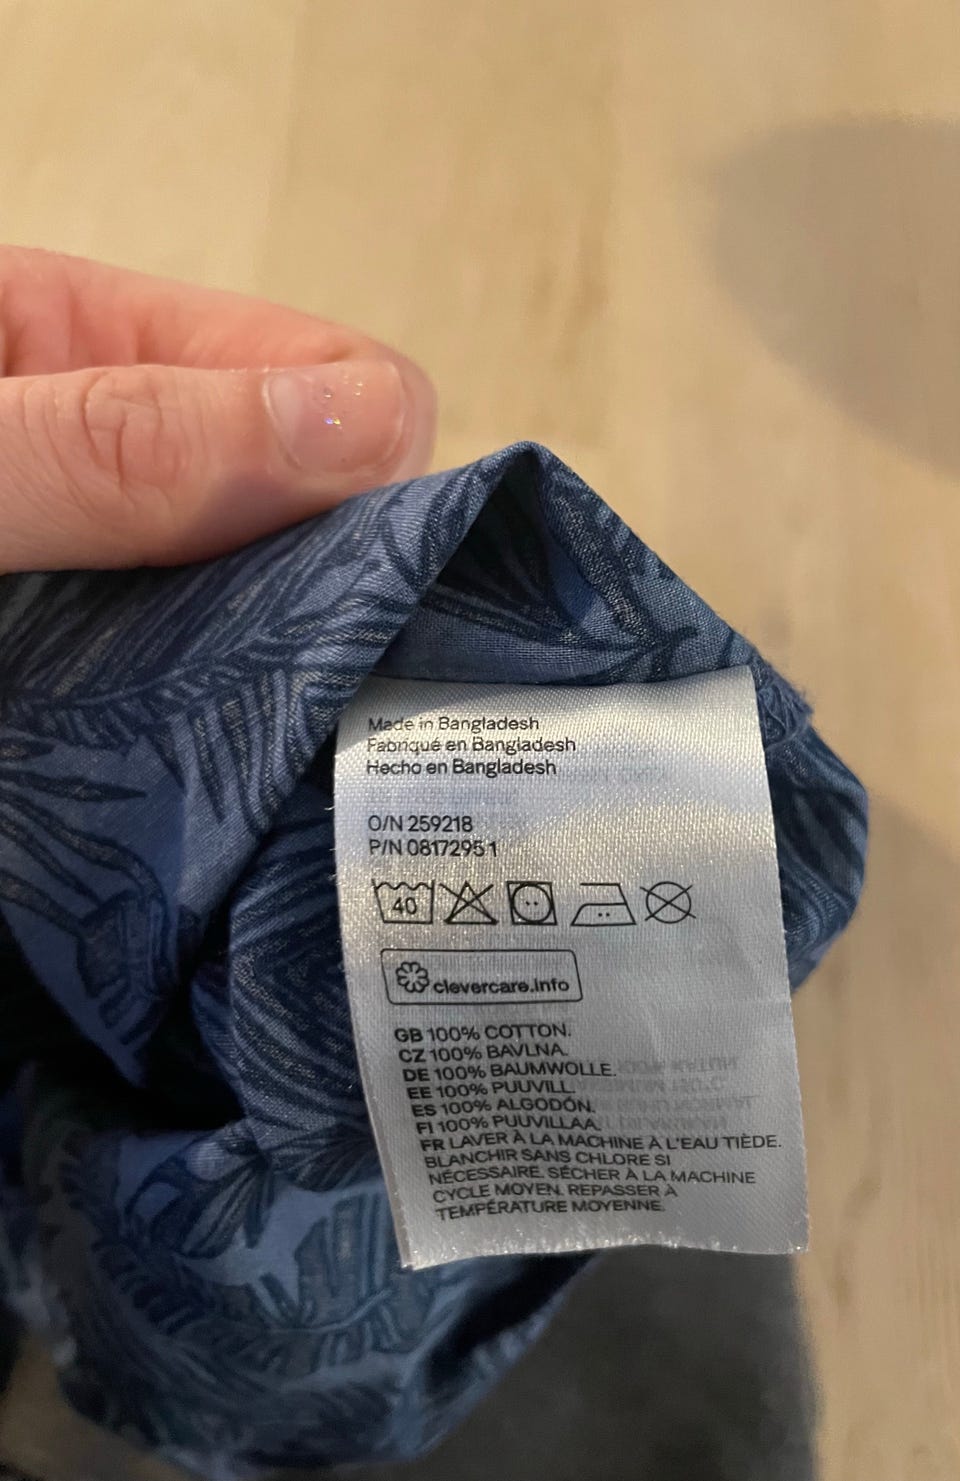 Made in Bangladesh
Fabriqué en Bangladesh
Hecho en Bangladesh
O/N 259218
P/N 08172951
40
clevercare.info
GB 100% COTTON.
CZ 100% BAVLNA.
DE 100% BAUMWOLLE.
EE 100% PUUVILL.
ES 100% ALGODÓN.
FI 100% PUUVILLAA.
FR LAVER À LA MACHINE À L'EAU TIÈDE.
BLANCHIR SANS CHLORE SI
NÉCESSAIRE. SÉCHER À LA MACHINE
CYCLE MOYEN. REPASSER À
TEMPÉRATURE MOYENNE.